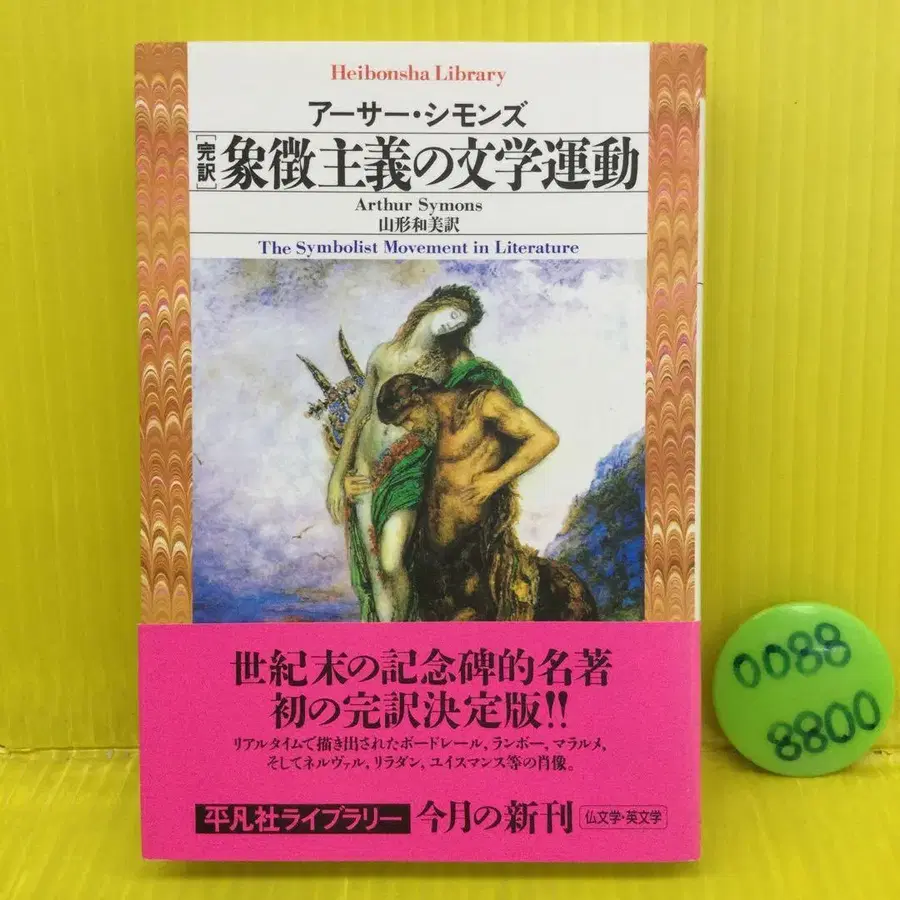 Heibonsha Library
アーサー・シモンズ
[完訳]象徴主義の文学運動
Arthur Symons
山形和美訳
The Symbolist Movement in Literature
世紀末の記念碑的名著
初の完訳決定版!!
リアルタイムで描き出されたボードレール、ランボー、マラルメ、
そしてネルヴァル、リラダン、ユイスマンス等の肖像。
平凡社ライブラリー 今月の新刊 仏文学・英文学
0088
8800